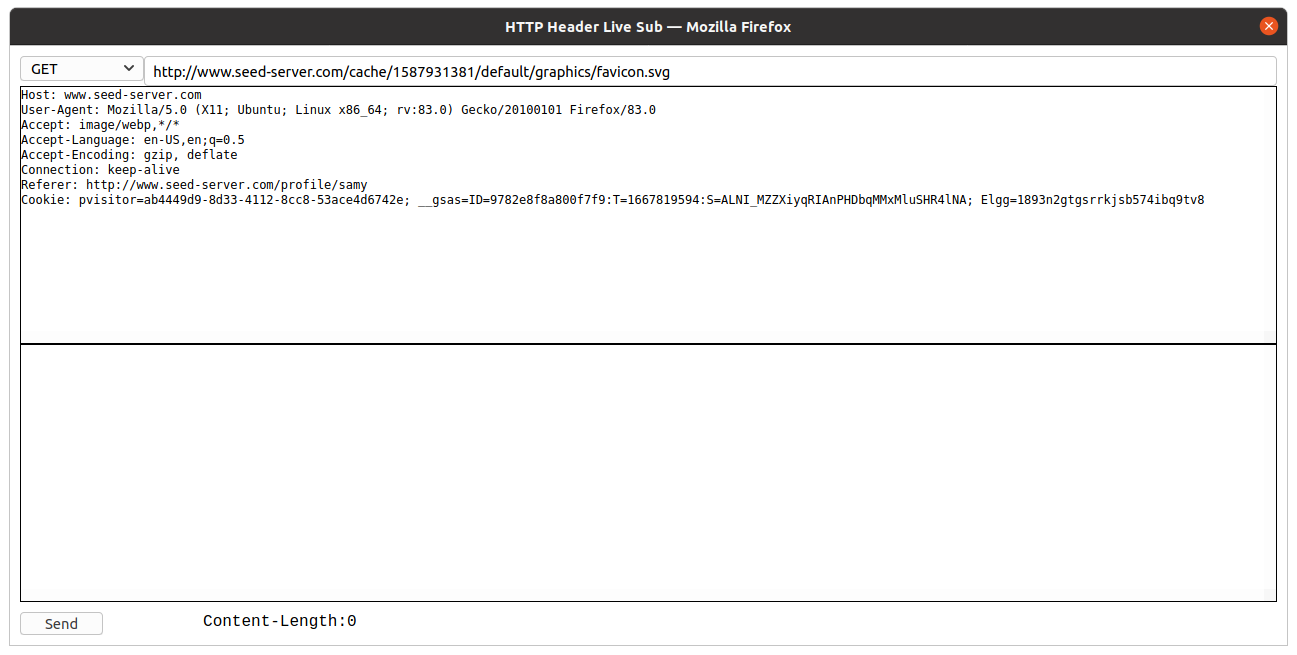 HTTP Header Live Sub — Mozilla Firefox
GET
http://www.seed-server.com/cache/1587931381/default/graphics/favicon.svg
Host: www.seed-server.com
User-Agent: Mozilla/5.0 (X11; Ubuntu; Linux x86_64; rv:83.0) Gecko/20100101 Firefox/83.0
Accept: image/webp,*/*
Accept-Language: en-US,en;q=0.5
Accept-Encoding: gzip, deflate
Connection: keep-alive
Referer: http://www.seed-server.com/profile/samy
Cookie: pvisitor=ab4449d9-8d33-4112-8cc8-53ace4d6742e; __gsas=ID=9782e8f8a800f7f9:T=1667819594:S=ALNI_MZZXiyqRIAnPHDbqMMxMluSHR4lNA; Elgg=1893n2gtgsrrkjsb574ibq9tv8
Send
Content-Length:0